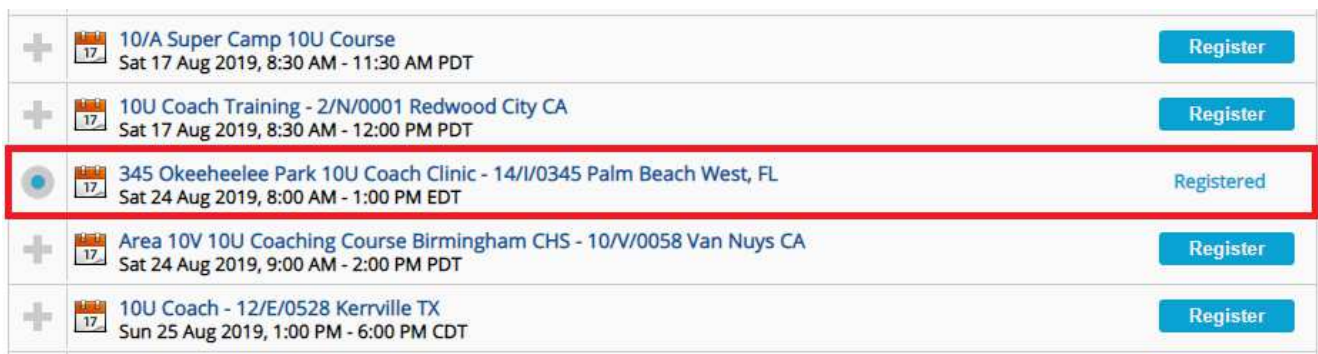 10/A Super Camp 10U Course
Sat 17 Aug 2019, 8:30 AM - 11:30 AM PDT
Register
17
10U Coach Training - 2/N/0001 Redwood City CA
Sat 17 Aug 2019, 8:30 AM - 12:00 PM PDT
Register
17
345 Okeeheelee Park 10U Coach Clinic - 14/I/0345 Palm Beach West, FL
Sat 24 Aug 2019, 8:00 AM - 1:00 PM EDT
Registered
17
Area 10V 10U Coaching Course Birmingham CHS - 10/V/0058 Van Nuys CA
Sat 24 Aug 2019, 9:00 AM - 2:00 PM PDT
Register
17
10U Coach - 12/E/0528 Kerrville TX
Sun 25 Aug 2019, 1:00 PM - 6:00 PM CDT
Register
17